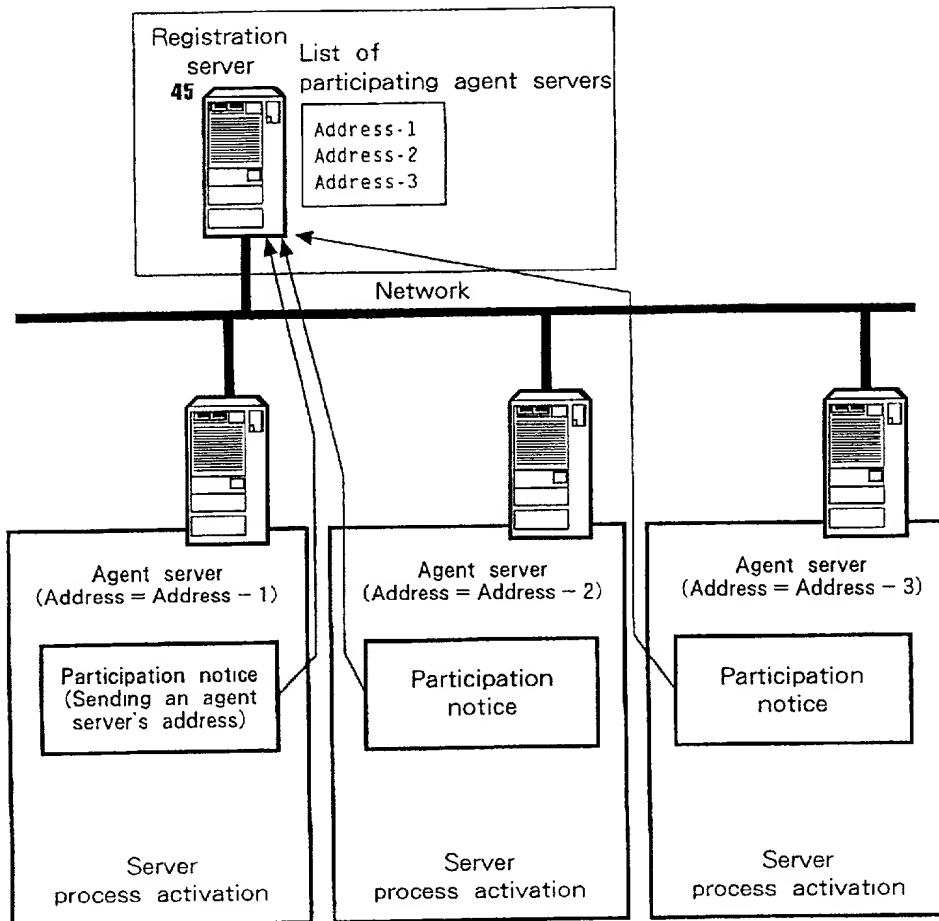 Registration
server
45
List of
participating agent servers
Address-1
Address-2
Address-3
Network
Agent server
(Address = Address - 1)
Participation notice
(Sending an agent
server's address)
Server
process activation
Agent server
(Address = Address - 2)
Participation
notice
Server
process activation
Agent server
(Address = Address - 3)
Participation
notice
Server
process activation